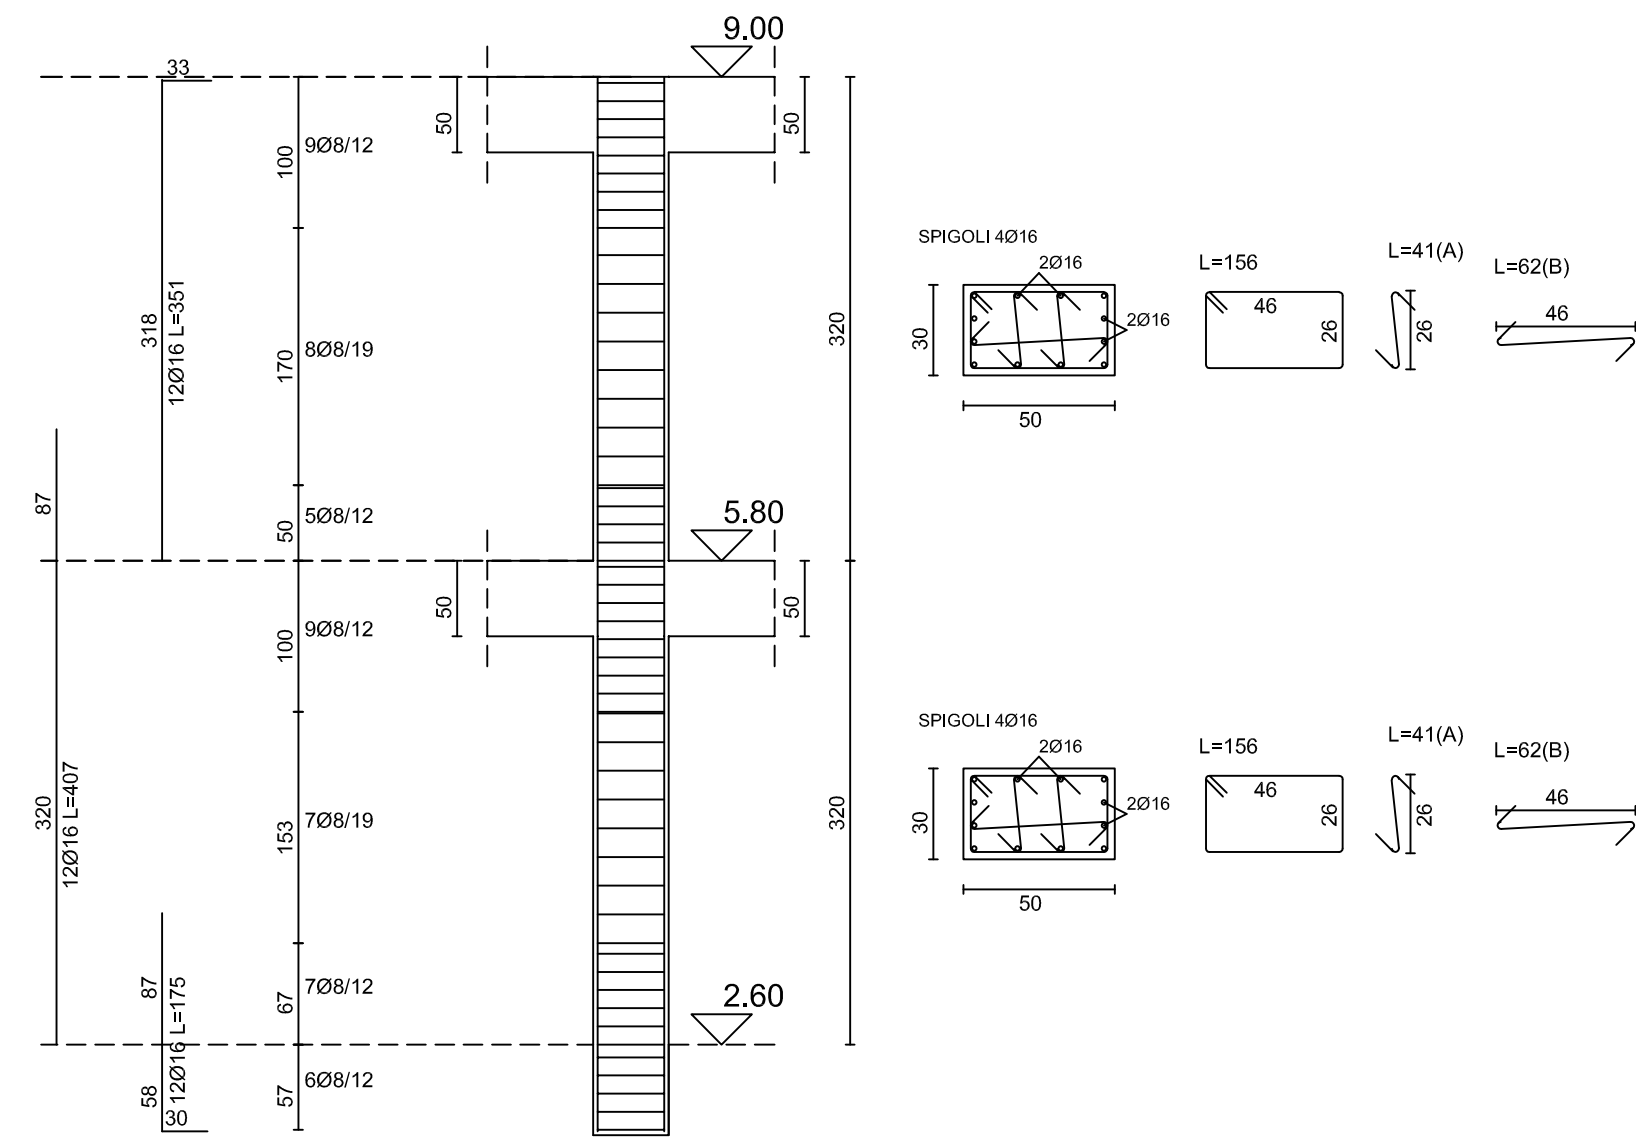 9.00
33
50
50
9Ø8/12
100
SPIGOLI 4Ø16
2Ø16
L=156
L=41(A)
L=62(B)
318
12Ø16 L=351
170
8Ø8/19
320
30
2Ø16
46
26
26
46
50
87
50
5Ø8/12
5.80
50
50
100
9Ø8/12
SPIGOLI 4Ø16
2Ø16
L=156
L=41(A)
L=62(B)
320
12Ø16 L=407
153
7Ø8/19
320
30
2Ø16
46
26
26
46
50
87
12Ø16 L=175
67
7Ø8/12
2.60
58
57
6Ø8/12
30